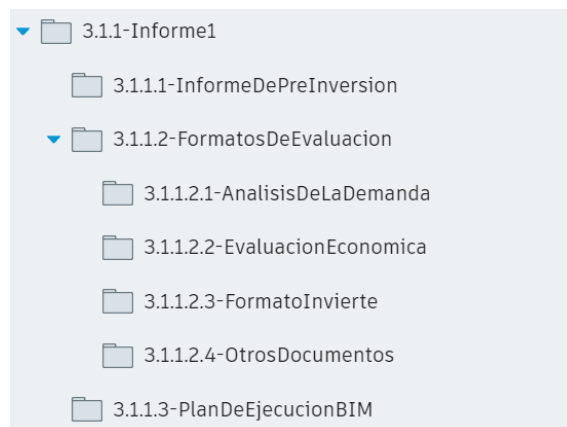 3.1.1-Informe1
3.1.1.1-InformeDePreInversion
3.1.1.2-FormatosDeEvaluacion
3.1.1.2.1-AnalisisDeLaDemanda
3.1.1.2.2-EvaluacionEconomica
3.1.1.2.3-FormatoInvierte
3.1.1.2.4-OtrosDocumentos
3.1.1.3-PlanDeEjecucionBIM